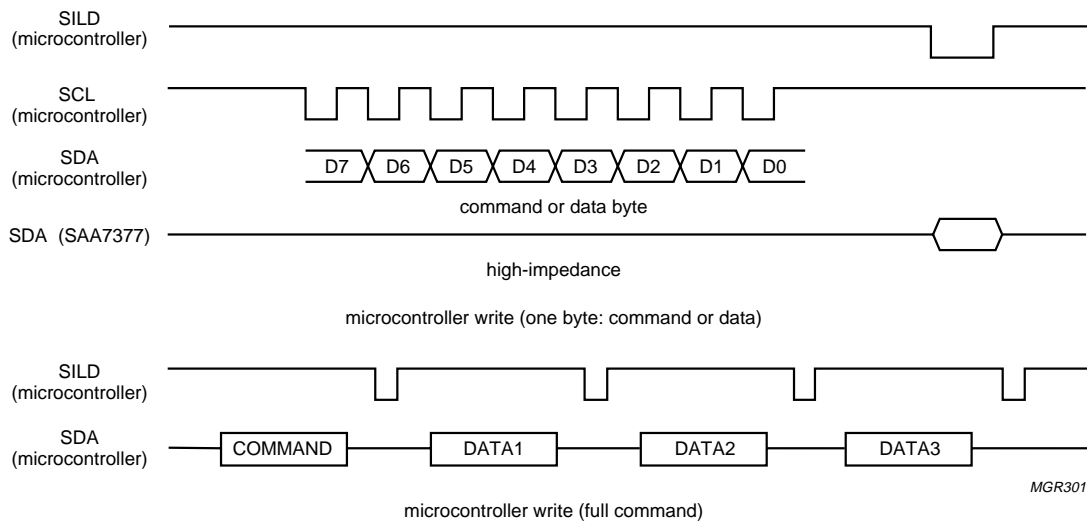 SILD
(microcontroller)
SCL
(microcontroller)
SDA
(microcontroller)
D7 D6 D5 D4 D3 D2 D1 D0
command or data byte
SDA (SAA7377)
high-impedance
microcontroller write (one byte: command or data)
SILD
(microcontroller)
SDA
(microcontroller)
COMMAND DATA1 DATA2 DATA3
MGR301
microcontroller write (full command)